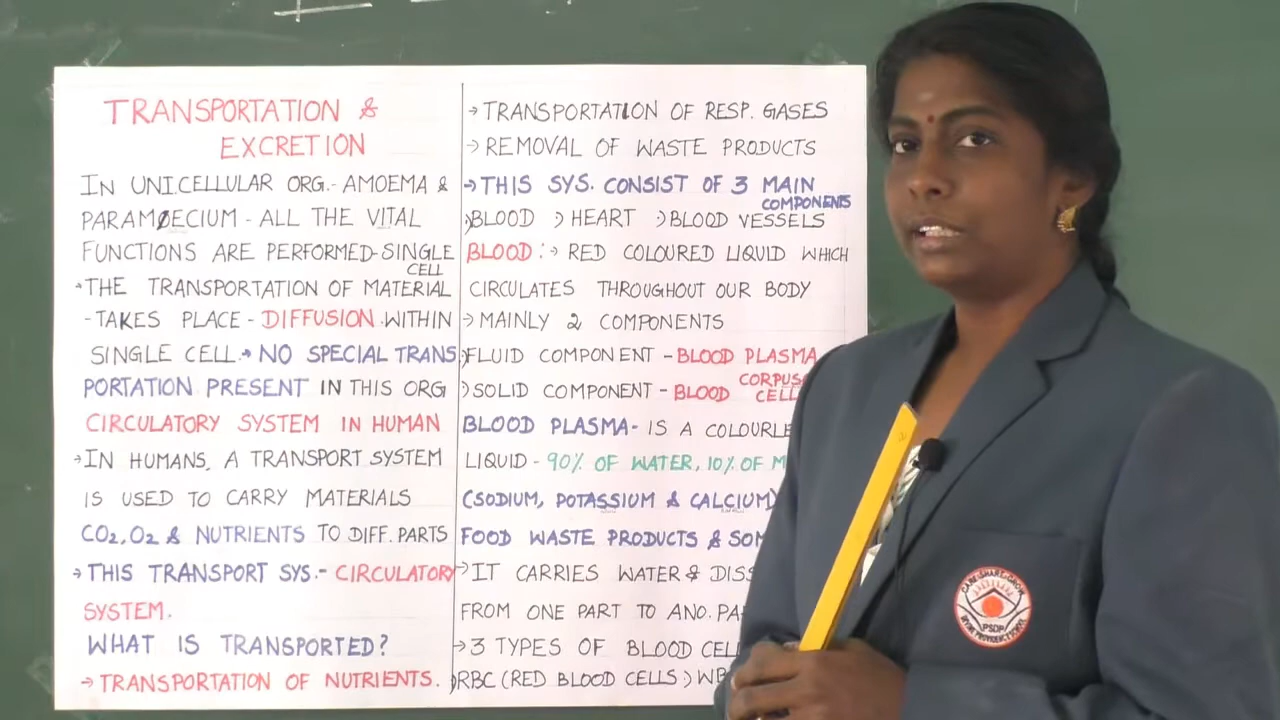 TRANSPORTATION &
EXCRETION
IN UNI.CELLULAR ORG.- AMOEMA &
PARAMOECIUM - ALL THE VITAL
FUNCTIONS ARE PERFORMED-SINGLE
CELL
THE TRANSPORTATION OF MATERIAL
- TAKES PLACE - DIFFUSION WITHIN
SINGLE CELL.→ NO SPECIAL TRANS
PORTATION PRESENT IN THIS ORG
CIRCULATORY SYSTEM IN HUMAN
→IN HUMANS, A TRANSPORT SYSTEM
IS USED TO CARRY MATERIALS
CO2, O2 & NUTRIENTS TO DIFF. PARTS
→THIS TRANSPORT SYS.- CIRCULATORY
SYSTEM.
WHAT IS TRANSPORTED?
→ TRANSPORTATION OF NUTRIENTS.
→ TRANSPORTATION OF RESP. GASES
→ REMOVAL OF WASTE PRODUCTS
→THIS SYS. CONSIST OF 3 MAIN
COMPONENTS
)BLOOD )HEART )BLOOD VESSELS
BLOOD:→ RED COLOURED LIQUID WHICH
CIRCULATES THROUGHOUT OUR BODY
→MAINLY 2 COMPONENTS
)FLUID COMPONENT - BLOOD PLASMA
)SOLID COMPONENT - BLOOD CORPUS
CELL
BLOOD PLASMA- IS A COLOURLE
LIQUID - 90% OF WATER, 10% OF M
(SODIUM, POTASSIUM & CALCIUM)
FOOD WASTE PRODUCTS & SOM
→IT CARRIES WATER & DISS
FROM ONE PART TO ANO. PA
→3 TYPES OF BLOOD CELL
)RBC (RED BLOOD CELLS) WB
PSDP